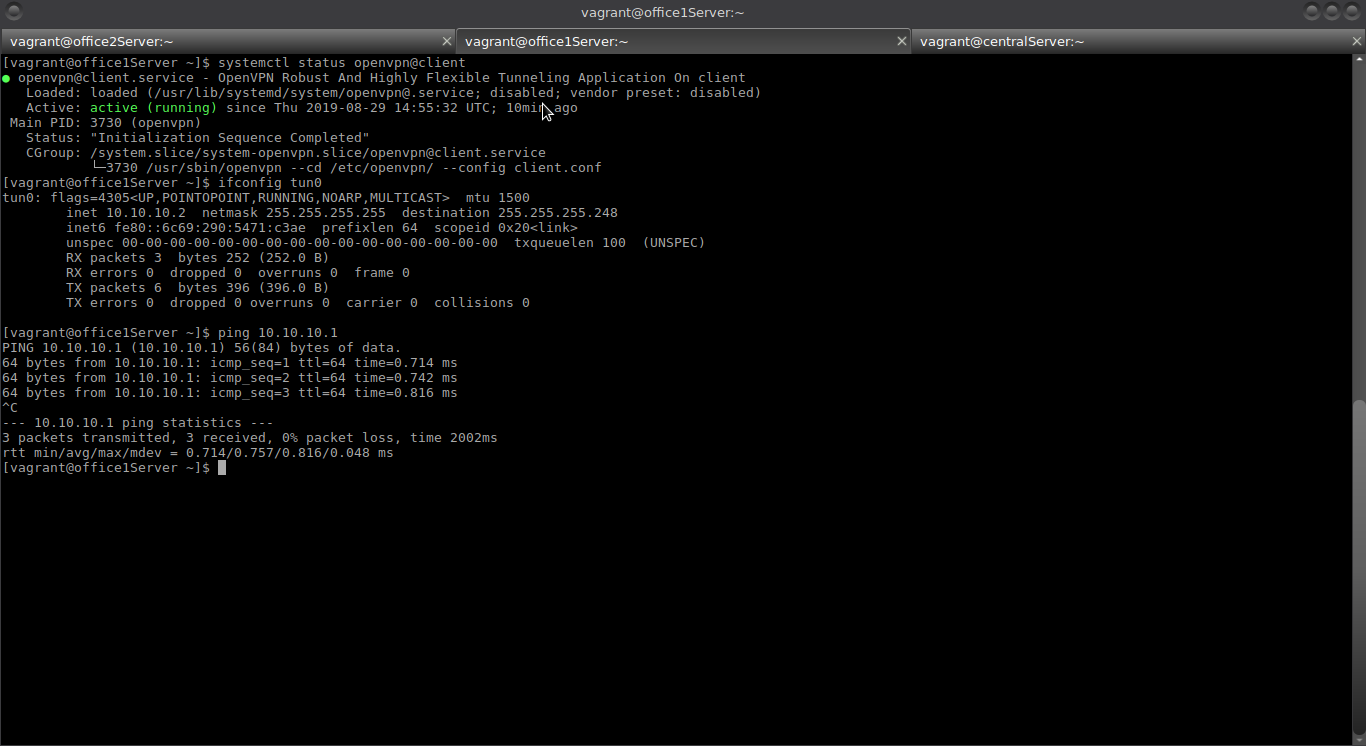 vagrant@office1Server:~
vagrant@office2Server:~ vagrant@office1Server:~ vagrant@centralServer:~
[vagrant@office1Server ~]$ systemctl status openvpn@client
● openvpn@client.service - OpenVPN Robust And Highly Flexible Tunneling Application On client
   Loaded: loaded (/usr/lib/systemd/system/openvpn@.service; disabled; vendor preset: disabled)
   Active: active (running) since Thu 2019-08-29 14:55:32 UTC; 10min ago
 Main PID: 3730 (openvpn)
   Status: "Initialization Sequence Completed"
   CGroup: /system.slice/system-openvpn.slice/openvpn@client.service
           └─3730 /usr/sbin/openvpn --cd /etc/openvpn/ --config client.conf
[vagrant@office1Server ~]$ ifconfig tun0
tun0: flags=4305<UP,POINTOPOINT,RUNNING,NOARP,MULTICAST>  mtu 1500
        inet 10.10.10.2  netmask 255.255.255.255  destination 255.255.255.248
        inet6 fe80::6c69:290:5471:c3ae  prefixlen 64  scopeid 0x20<link>
        unspec 00-00-00-00-00-00-00-00-00-00-00-00-00-00-00-00  txqueuelen 100  (UNSPEC)
        RX packets 3  bytes 252 (252.0 B)
        RX errors 0  dropped 0  overruns 0  frame 0
        TX packets 6  bytes 396 (396.0 B)
        TX errors 0  dropped 0 overruns 0  carrier 0  collisions 0
[vagrant@office1Server ~]$ ping 10.10.10.1
PING 10.10.10.1 (10.10.10.1) 56(84) bytes of data.
64 bytes from 10.10.10.1: icmp_seq=1 ttl=64 time=0.714 ms
64 bytes from 10.10.10.1: icmp_seq=2 ttl=64 time=0.742 ms
64 bytes from 10.10.10.1: icmp_seq=3 ttl=64 time=0.816 ms
^C
--- 10.10.10.1 ping statistics ---
3 packets transmitted, 3 received, 0% packet loss, time 2002ms
rtt min/avg/max/mdev = 0.714/0.757/0.816/0.048 ms
[vagrant@office1Server ~]$